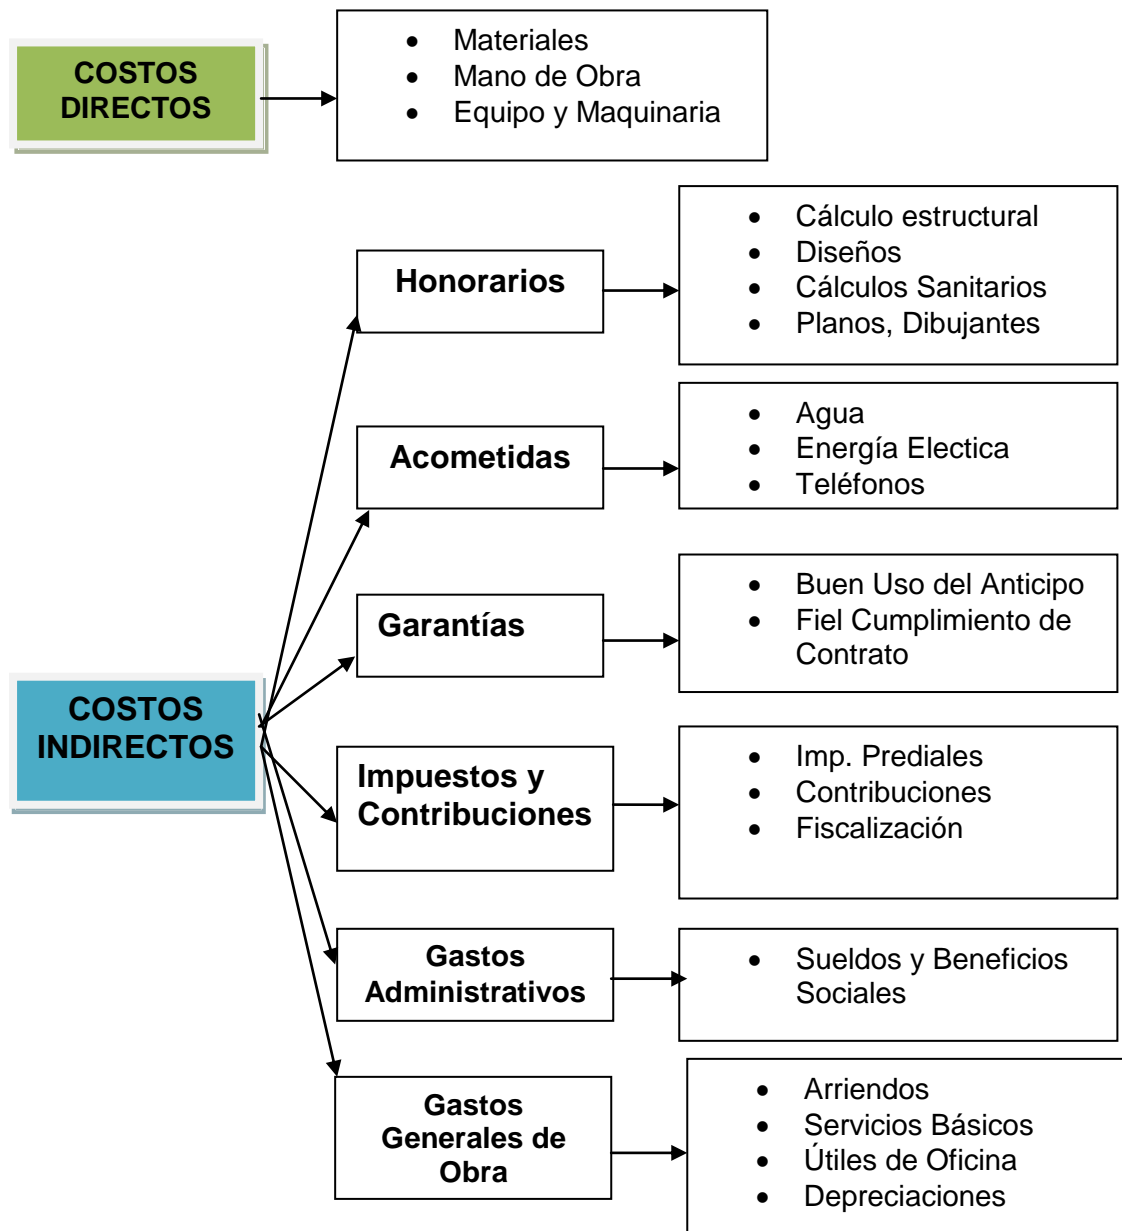 COSTOS
DIRECTOS
• Materiales
• Mano de Obra
• Equipo y Maquinaria
Honorarios
• Cálculo estructural
• Diseños
• Cálculos Sanitarios
• Planos, Dibujantes
Acometidas
• Agua
• Energía Electica
• Teléfonos
Garantías
• Buen Uso del Anticipo
• Fiel Cumplimiento de
Contrato
COSTOS
INDIRECTOS
Impuestos y
Contribuciones
• Imp. Prediales
• Contribuciones
• Fiscalización
Gastos
Administrativos
• Sueldos y Beneficios
Sociales
Gastos
Generales de
Obra
• Arriendos
• Servicios Básicos
• Útiles de Oficina
• Depreciaciones